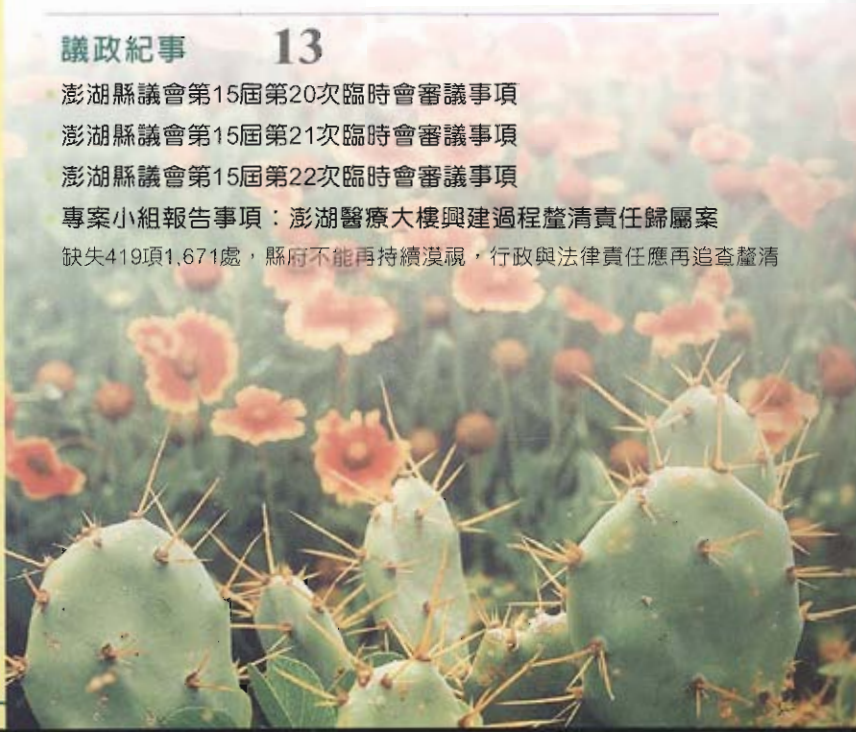 議政紀事 13
澎湖縣議會第15屆第20次臨時會審議事項
澎湖縣議會第15屆第21次臨時會審議事項
澎湖縣議會第15屆第22次臨時會審議事項
專案小組報告事項：澎湖醫療大樓興建過程釐清責任歸屬案
缺失419項1,671處，縣府不能再持續漠視，行政與法律責任應再追查釐清